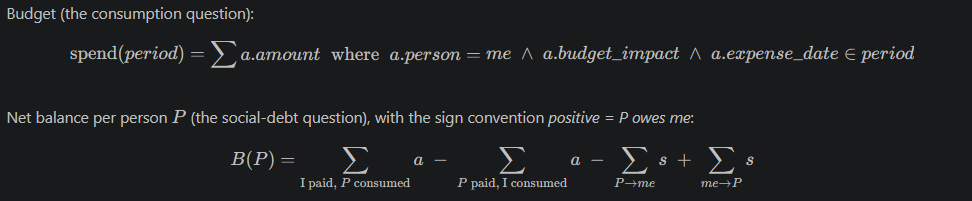 Budget (the consumption question):
spend(period) = ∑ a.amount where a.person = me ∧ a.budget_impact ∧ a.expense_date ∈ period
Net balance per person P (the social-debt question), with the sign convention positive = P owes me:
B(P) = ∑ a − ∑ a − ∑ s + ∑ s
I paid, P consumed P paid, I consumed P→me me→P